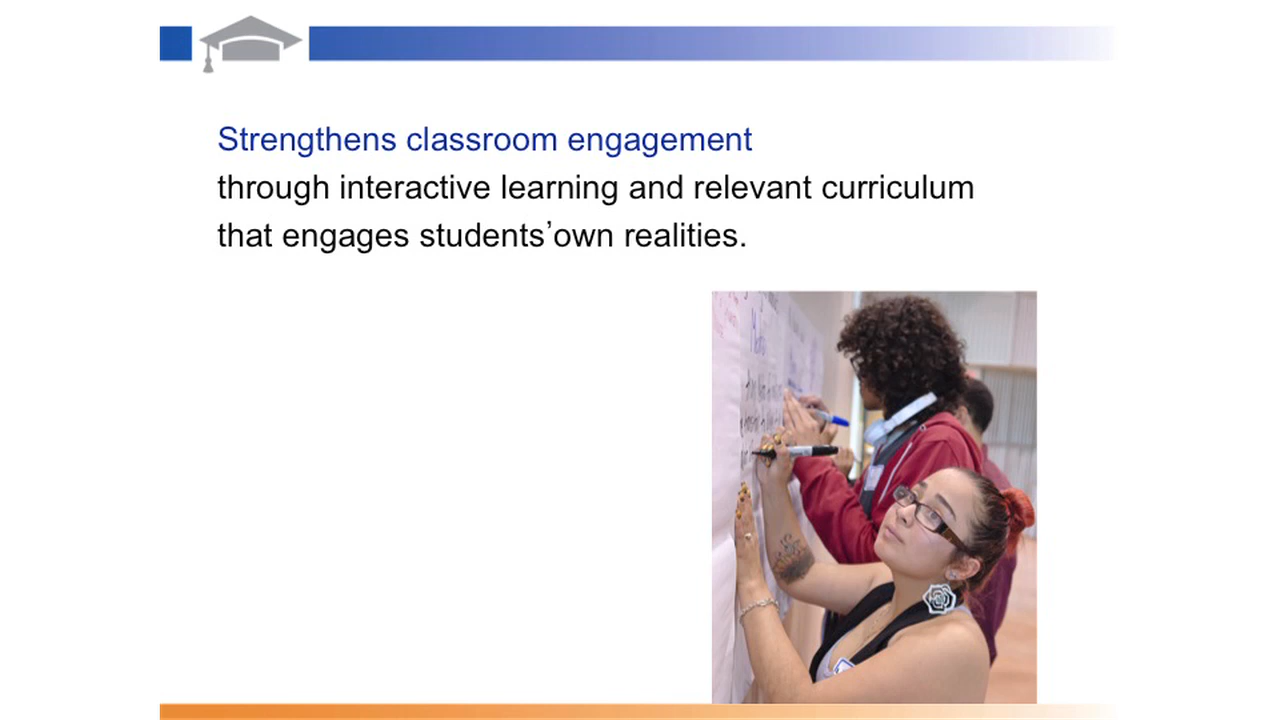 Strengthens classroom engagement
through interactive learning and relevant curriculum
that engages students’own realities.